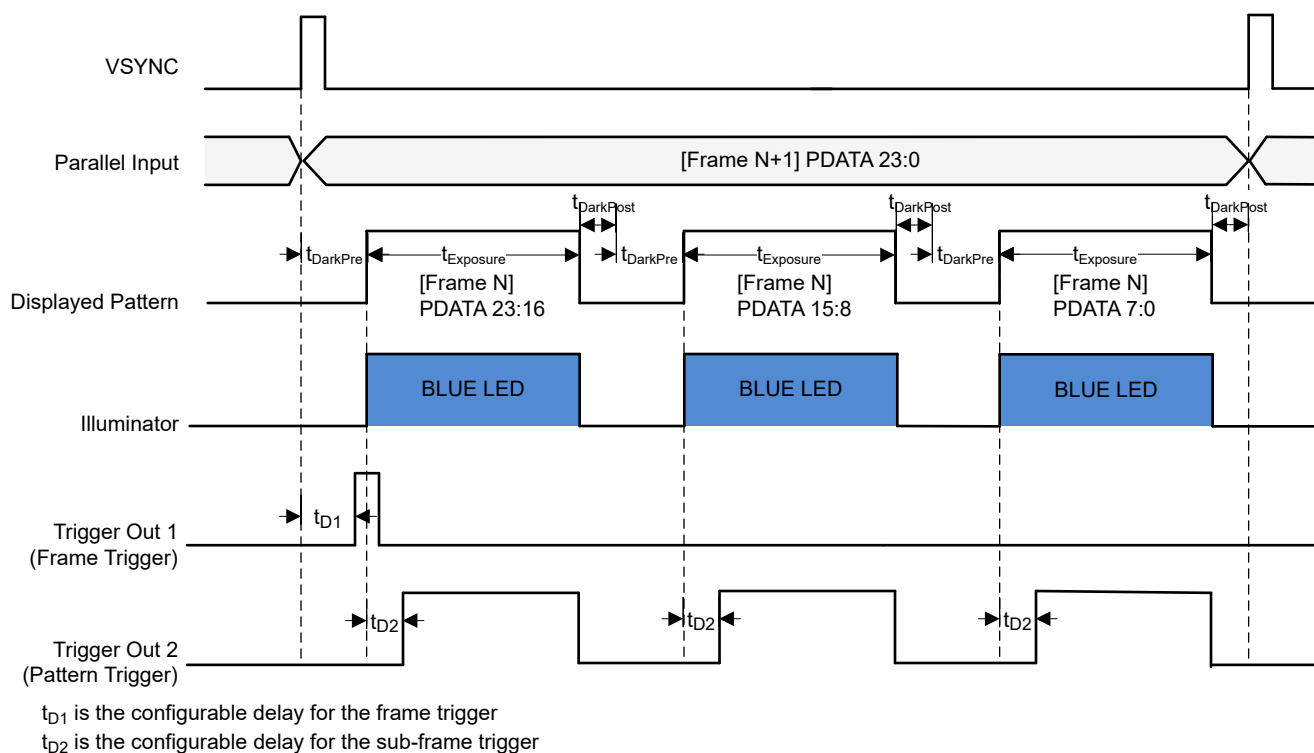 VSYNC
Parallel Input
[Frame N+1] PDATA 23:0
tDarkPost
tDarkPost
tDarkPost
tDarkPre
tExposure
tDarkPre
tExposure
tDarkPre
tExposure
Displayed Pattern
[Frame N]
PDATA 23:16
[Frame N]
PDATA 15:8
[Frame N]
PDATA 7:0
Illuminator
BLUE LED
BLUE LED
BLUE LED
Trigger Out 1
(Frame Trigger)
tD1
Trigger Out 2
(Pattern Trigger)
tD2
tD2
tD2
tD1 is the configurable delay for the frame trigger
tD2 is the configurable delay for the sub-frame trigger